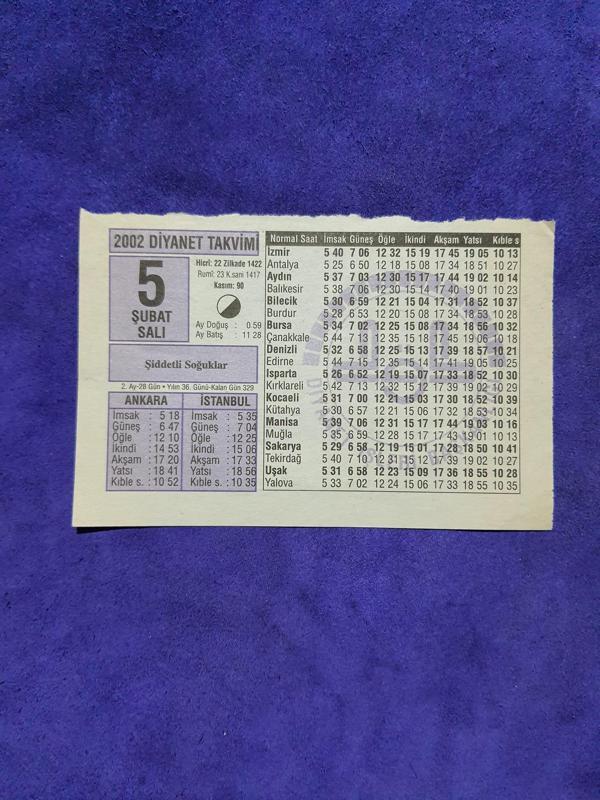 2002 DİYANET TAKVİMİ
5
ŞUBAT
SALI
Hicrî: 22 Zilkade 1422
Rumî: 23 K.sani 1417
Kasım: 90
Ay Doğuş : 0.59
Ay Batış : 11 28
Şiddetli Soğuklar
2. Ay-28 Gün • Yılın 36. Günü-Kalan Gün 329
ANKARA
İmsak : 5 18
Güneş : 6 47
Öğle : 12 10
İkindi : 14 53
Akşam : 17 20
Yatsı : 18 41
Kıble s. : 10 52
İSTANBUL
İmsak : 5 35
Güneş : 7 04
Öğle : 12 25
İkindi : 15 06
Akşam : 17 33
Yatsı : 18 56
Kıble s. : 10 35
Normal Saat İmsak Güneş Öğle İkindi Akşam Yatsı Kıble s
İzmir 5 40 7 06 12 32 15 19 17 45 19 05 10 13
Antalya 5 25 6 50 12 18 15 08 17 34 18 51 10 27
Aydın 5 37 7 03 12 30 15 17 17 44 19 02 10 14
Balıkesir 5 38 7 06 12 30 15 14 17 40 19 01
Bilecik 5 30 6 59 12 21 15 04 17 31 18 52 10 37
Burdur 5 28 6 53 12 20 15 08 17 34 18 53 10 28
Bursa 5 34 7 02 12 25 15 08 17 34 18 56 10 32
Çanakkale 5 44 7 13 12 35 15 18 17 45 19 06 10 18
Denizli 5 32 6 58 12 25 15 13 17 39 18 57 10 21
Edirne 5 44 7 15 12 35 15 14 17 41 19 05 10 25
Isparta 5 26 6 52 12 19 15 07 17 33 18 52 10 30
Kırklareli 5 42 7 13 12 32 15 12 17 39 19 02 10 29
Kocaeli 5 31 7 00 12 21 15 03 17 30 18 52 10 39
Kütahya 5 30 6 57 12 21 15 06 17 32 18 53 10 34
Manisa 5 39 7 06 12 31 15 18 17 44 19 03 10 16
Muğla 5 35 6 59 12 28 15 17 17 43 19 01 10 13
Sakarya 5 29 6 58 12 20 15 02 17 28 18 50 10 41
Tekirdağ 5 40 7 10 12 31 15 12 17 39 19 02 10 27
Uşak 5 31 6 58 12 23 15 09 17 36 18 55 10 28
Yalova 5 33 7 02 12 24 15 06 17 33 18 55 10 35